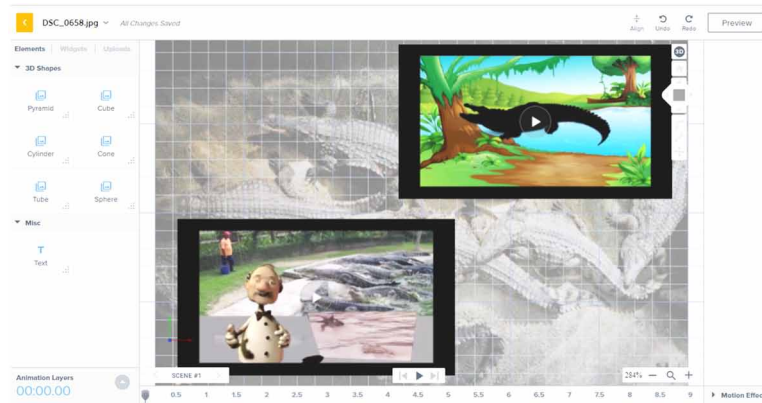 DSC_0658.jpg All Changes Saved
Align Undo Redo Preview
Elements Widgets Uploads
3D Shapes
Pyramid Cube
Cylinder Cone
Tube Sphere
Misc
T
Text
3D
SCENE #1
284%
Animation Layers
00:00.00
0.5 1 1.5 2 2.5 3 3.5 4 4.5 5 5.5 6 6.5 7 7.5 8 8.5 9 Motion Effec